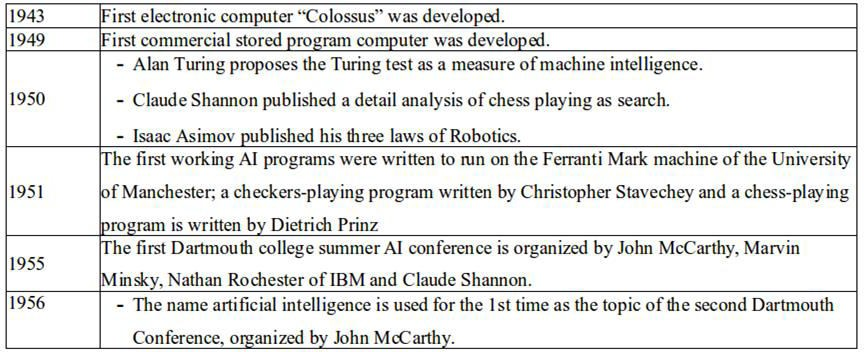 1943 First electronic computer “Colossus” was developed.
1949 First commercial stored program computer was developed.
1950
- Alan Turing proposes the Turing test as a measure of machine intelligence.
- Claude Shannon published a detail analysis of chess playing as search.
- Isaac Asimov published his three laws of Robotics.
1951
The first working AI programs were written to run on the Ferranti Mark machine of the University
of Manchester; a checkers-playing program written by Christopher Stavechey and a chess-playing
program is written by Dietrich Prinz
1955
The first Dartmouth college summer AI conference is organized by John McCarthy, Marvin
Minsky, Nathan Rochester of IBM and Claude Shannon.
1956
- The name artificial intelligence is used for the 1st time as the topic of the second Dartmouth
Conference, organized by John McCarthy.